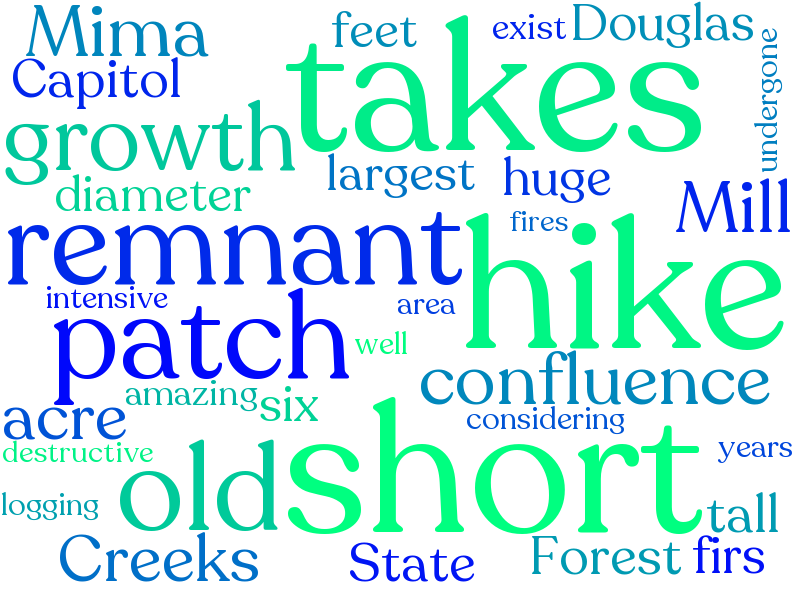 Mima
feet
exist
Douglas
Capitol
takes
undergone
growth
largest
huge
diameter
Mill
remnant
fires
hike
intensive
patch
area
well
confluence
amazing
six
acre
considering
short
destructive
old
years
logging
tall
Creeks
State
Forest
firs